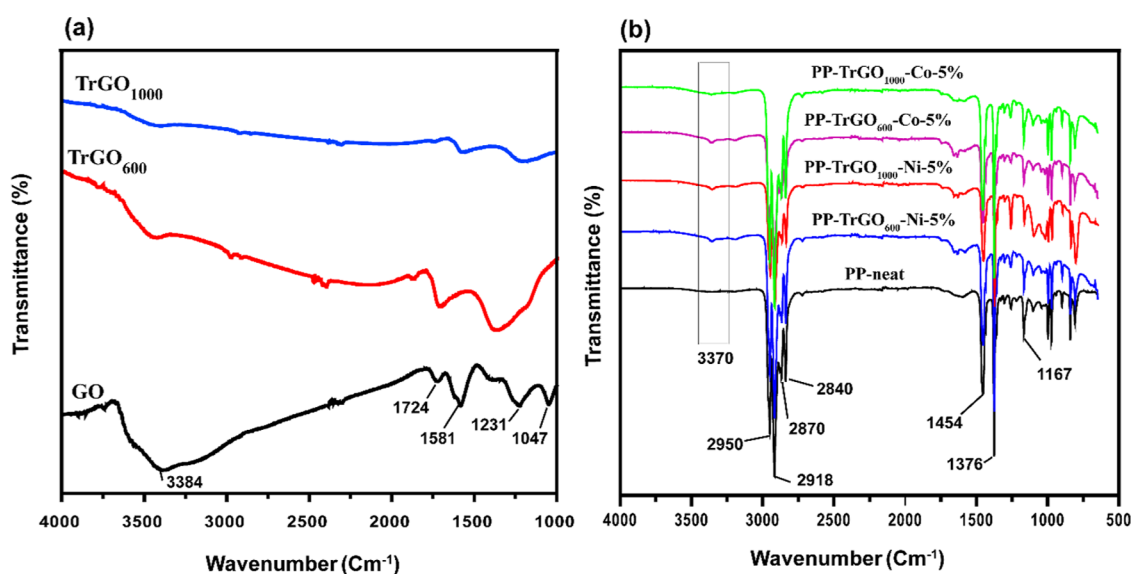 (a)
TrGO₁₀₀₀
TrGO₆₀₀
GO
3384
1724
1581
1231
1047
Transmittance (%)
4000 3500 3000 2500 2000 1500 1000
Wavenumber (Cm⁻¹)
(b)
PP-TrGO₁₀₀₀-Co-5%
PP-TrGO₆₀₀-Co-5%
PP-TrGO₁₀₀₀-Ni-5%
PP-TrGO₆₀₀-Ni-5%
PP-neat
3370
2950
2918
2870
2840
1454
1376
1167
Transmittance (%)
4000 3500 3000 2500 2000 1500 1000 500
Wavenumber (Cm⁻¹)